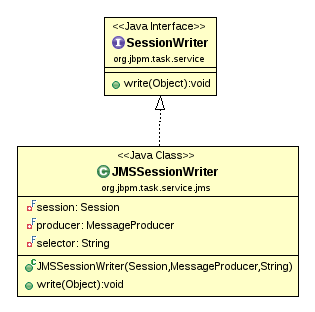 <<Java Interface>>
I SessionWriter
org.jbpm.task.service
write(Object):void
<<Java Class>>
C JMSSessionWriter
org.jbpm.task.service.jms
F session: Session
F producer: MessageProducer
F selector: String
C JMSSessionWriter(Session,MessageProducer,String)
write(Object):void